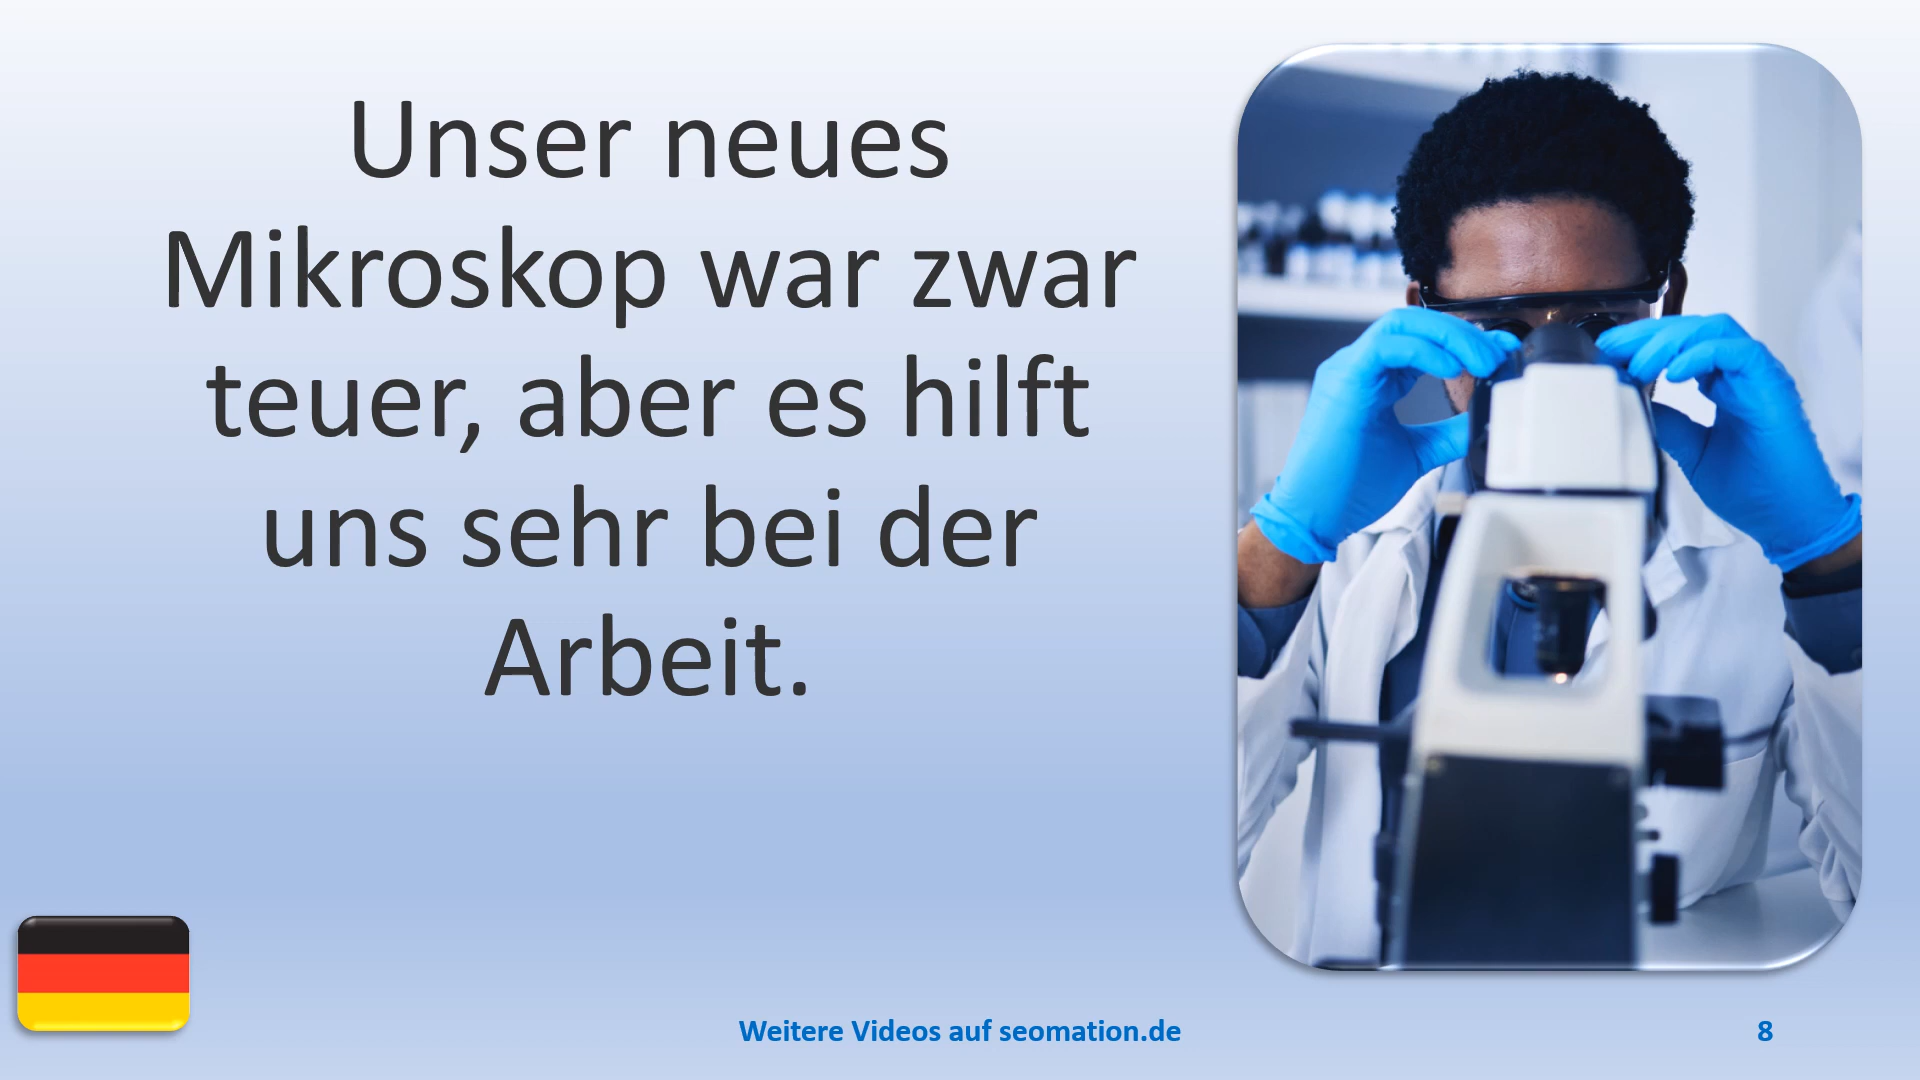 Unser neues
Mikroskop war zwar
teuer, aber es hilft
uns sehr bei der
Arbeit.
Weitere Videos auf seomation.de
8